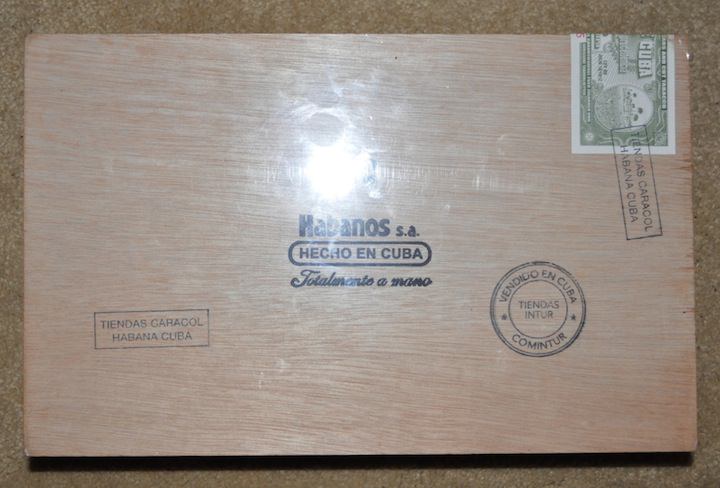 CUBA
Habanos s.a.
HECHO EN CUBA
Totalmente a mano
TIENDAS CARACOL
HABANA CUBA
VENDIDO EN CUBA
TIENDAS
INTUR
COMINTUR
TIENDAS CARACOL
HABANA CUBA